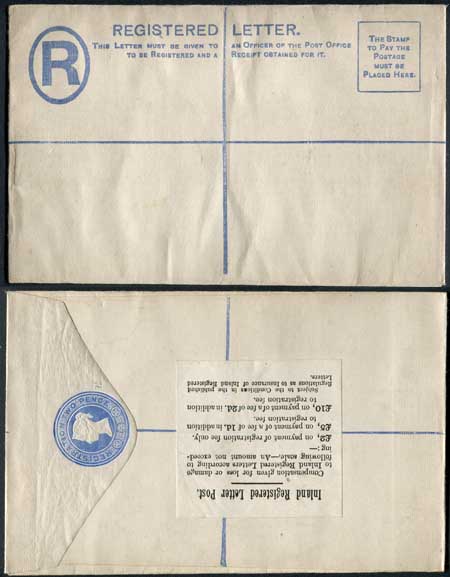 REGISTERED LETTER.
THIS LETTER MUST BE GIVEN TO AN OFFICER OF THE POST OFFICE
TO BE REGISTERED AND A RECEIPT OBTAINED FOR IT.
R
THE STAMP
TO PAY THE
POSTAGE
MUST BE
PLACED HERE.
TWO PENCE
REGISTRATION
Inland Registered Letter Post.
Compensation given for loss or damage
to Inland Registered Letters according to
following scale:—An amount not exceed-
ing:—
£2, on payment of registration fee only.
£5, on payment of a fee of 1d. in addition
to registration fee.
£10, on payment of a fee of 2d. in addition
to registration fee.
Subject to the Conditions in the published
Regulations as to Insurance of Inland Registered
Letters.